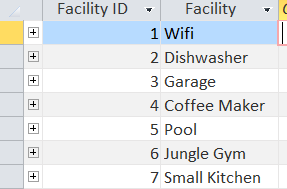 Facility ID Facility
1 Wifi
2 Dishwasher
3 Garage
4 Coffee Maker
5 Pool
6 Jungle Gym
7 Small Kitchen